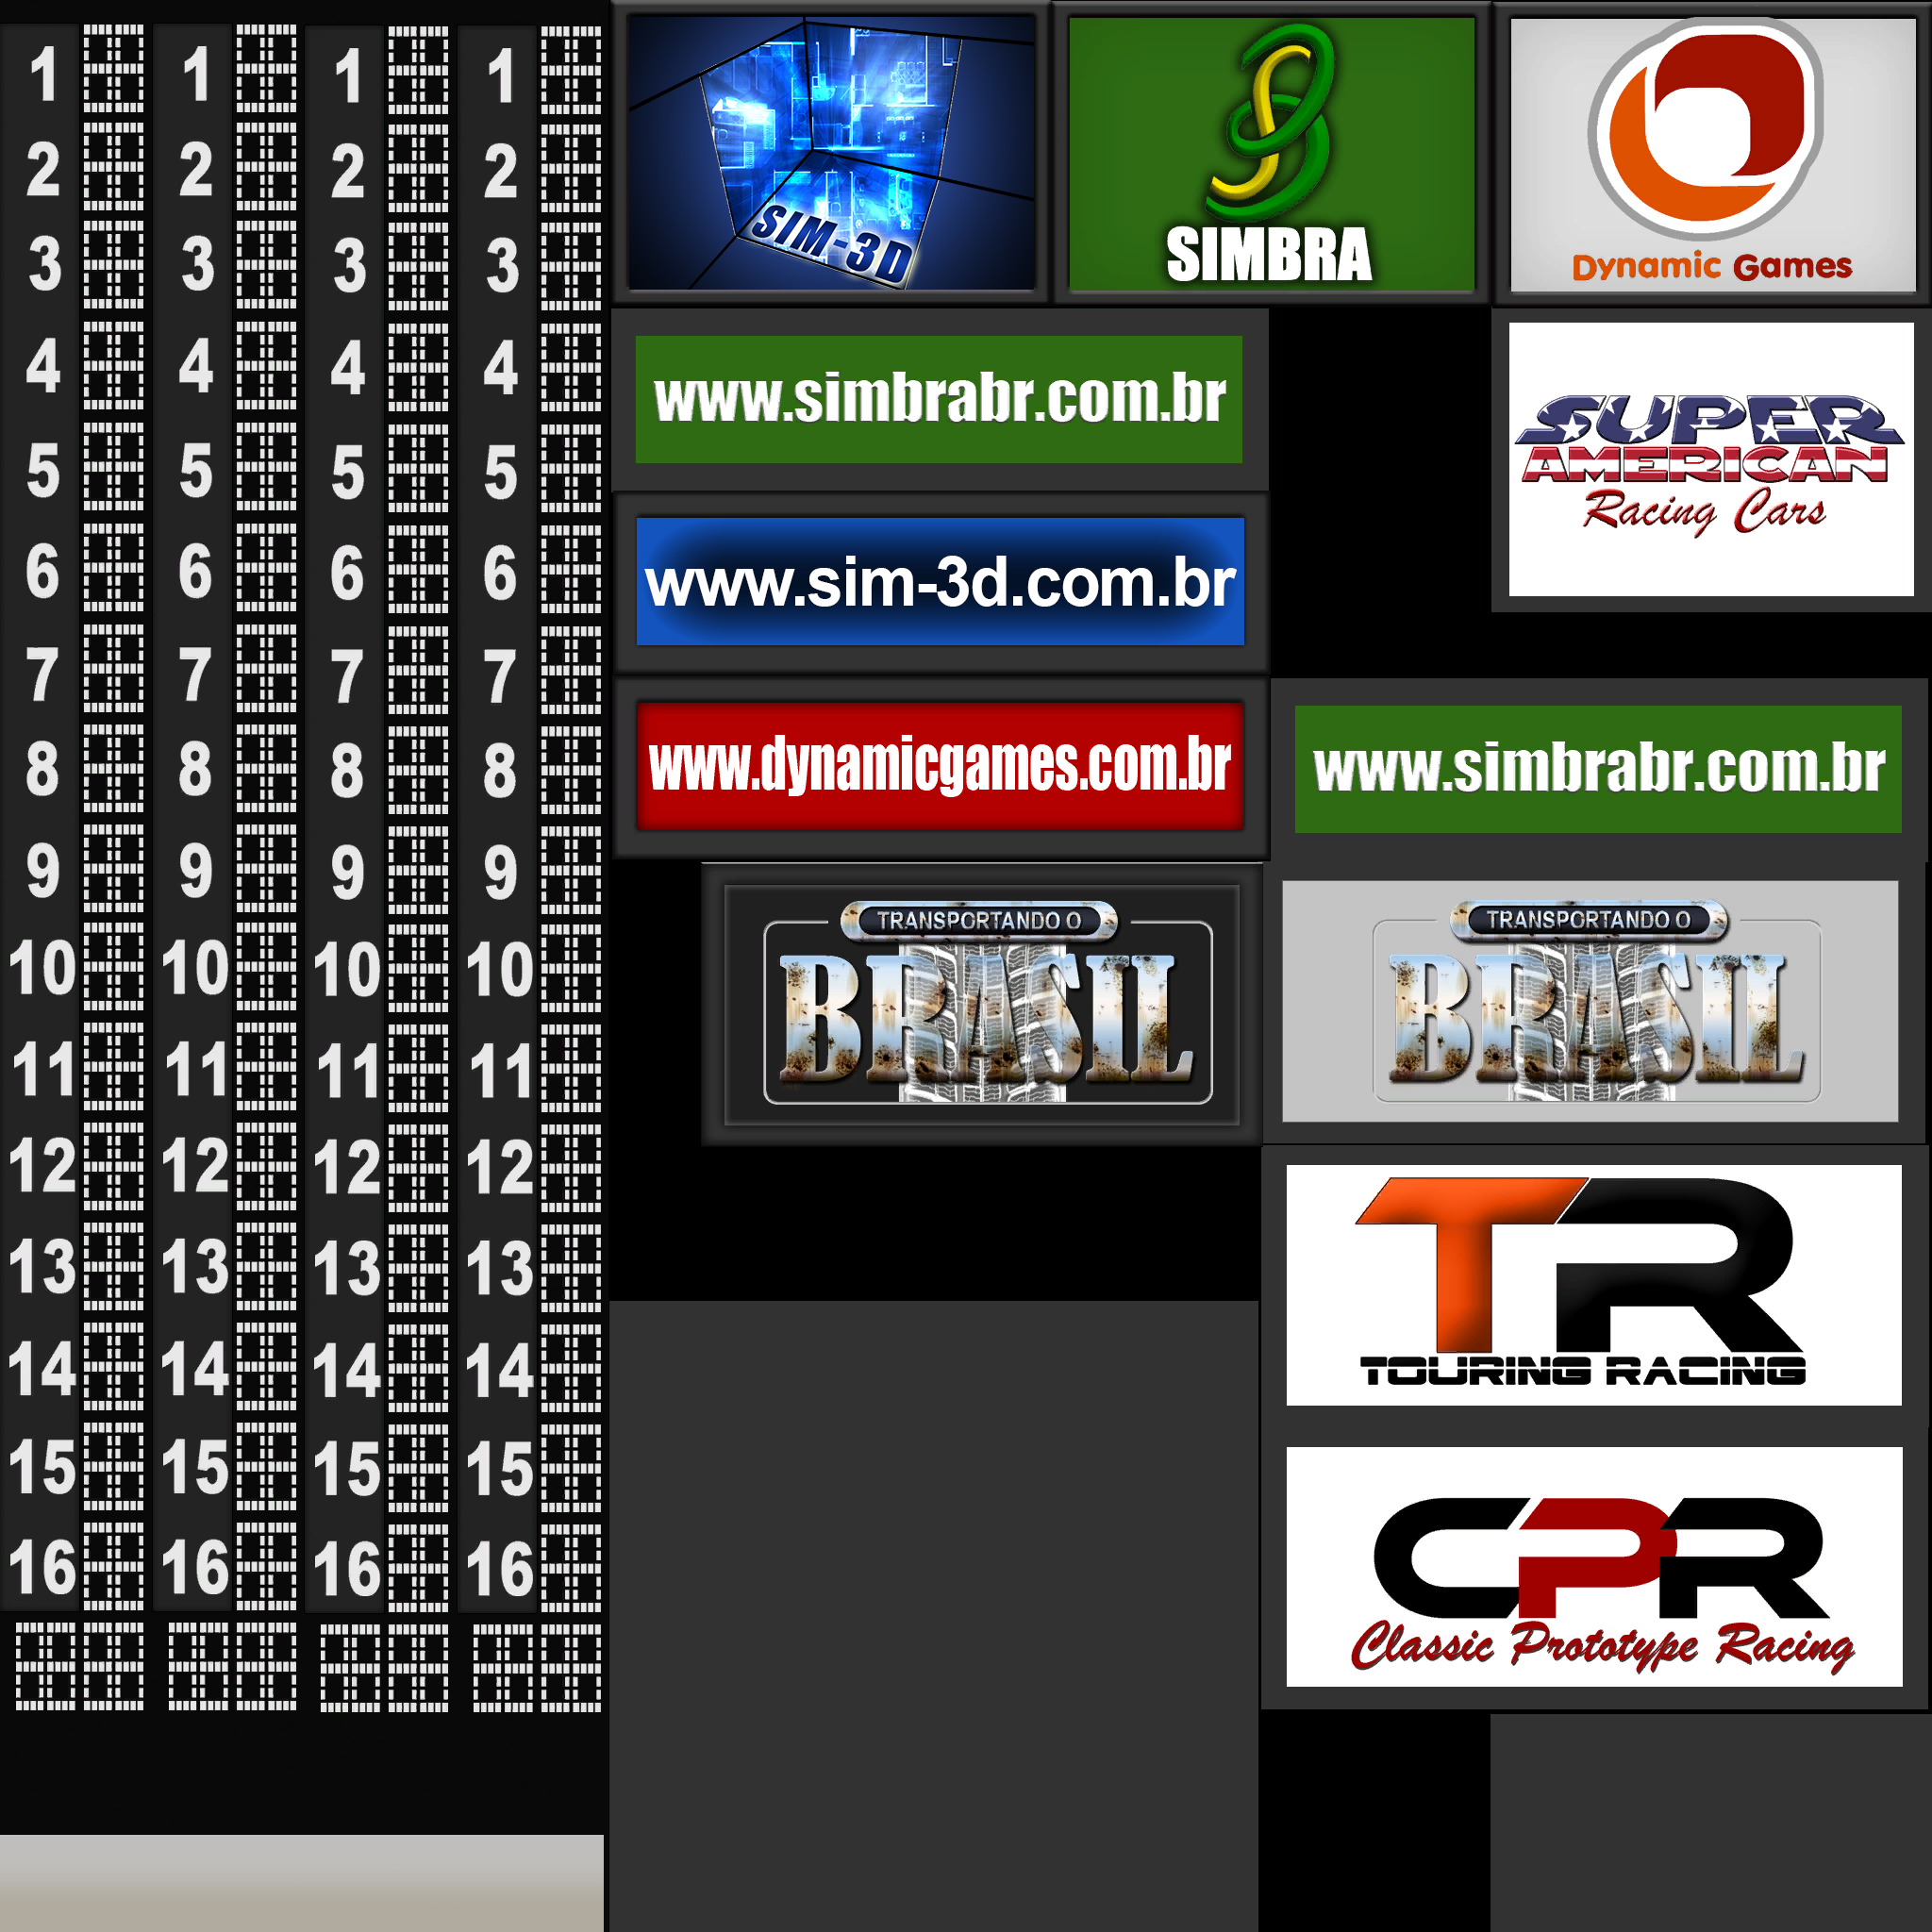 1 1 1 1
2 2 2 2
3 3 3 3
4 4 4 4
5 5 5 5
6 6 6 6
7 7 7 7
8 8 8 8
9 9 9 9
10 10 10 10
11 11 11 11
12 12 12 12
13 13 13 13
14 14 14 14
15 15 15 15
16 16 16 16
SIM-3D
SIMBRA
Dynamic Games
www.simbrabr.com.br
SUPER
AMERICAN
Racing Cars
www.sim-3d.com.br
www.dynamicgames.com.br
www.simbrabr.com.br
TRANSPORTANDO O
BRASIL
TRANSPORTANDO O
BRASIL
TR
TOURING RACING
CPR
Classic Prototype Racing